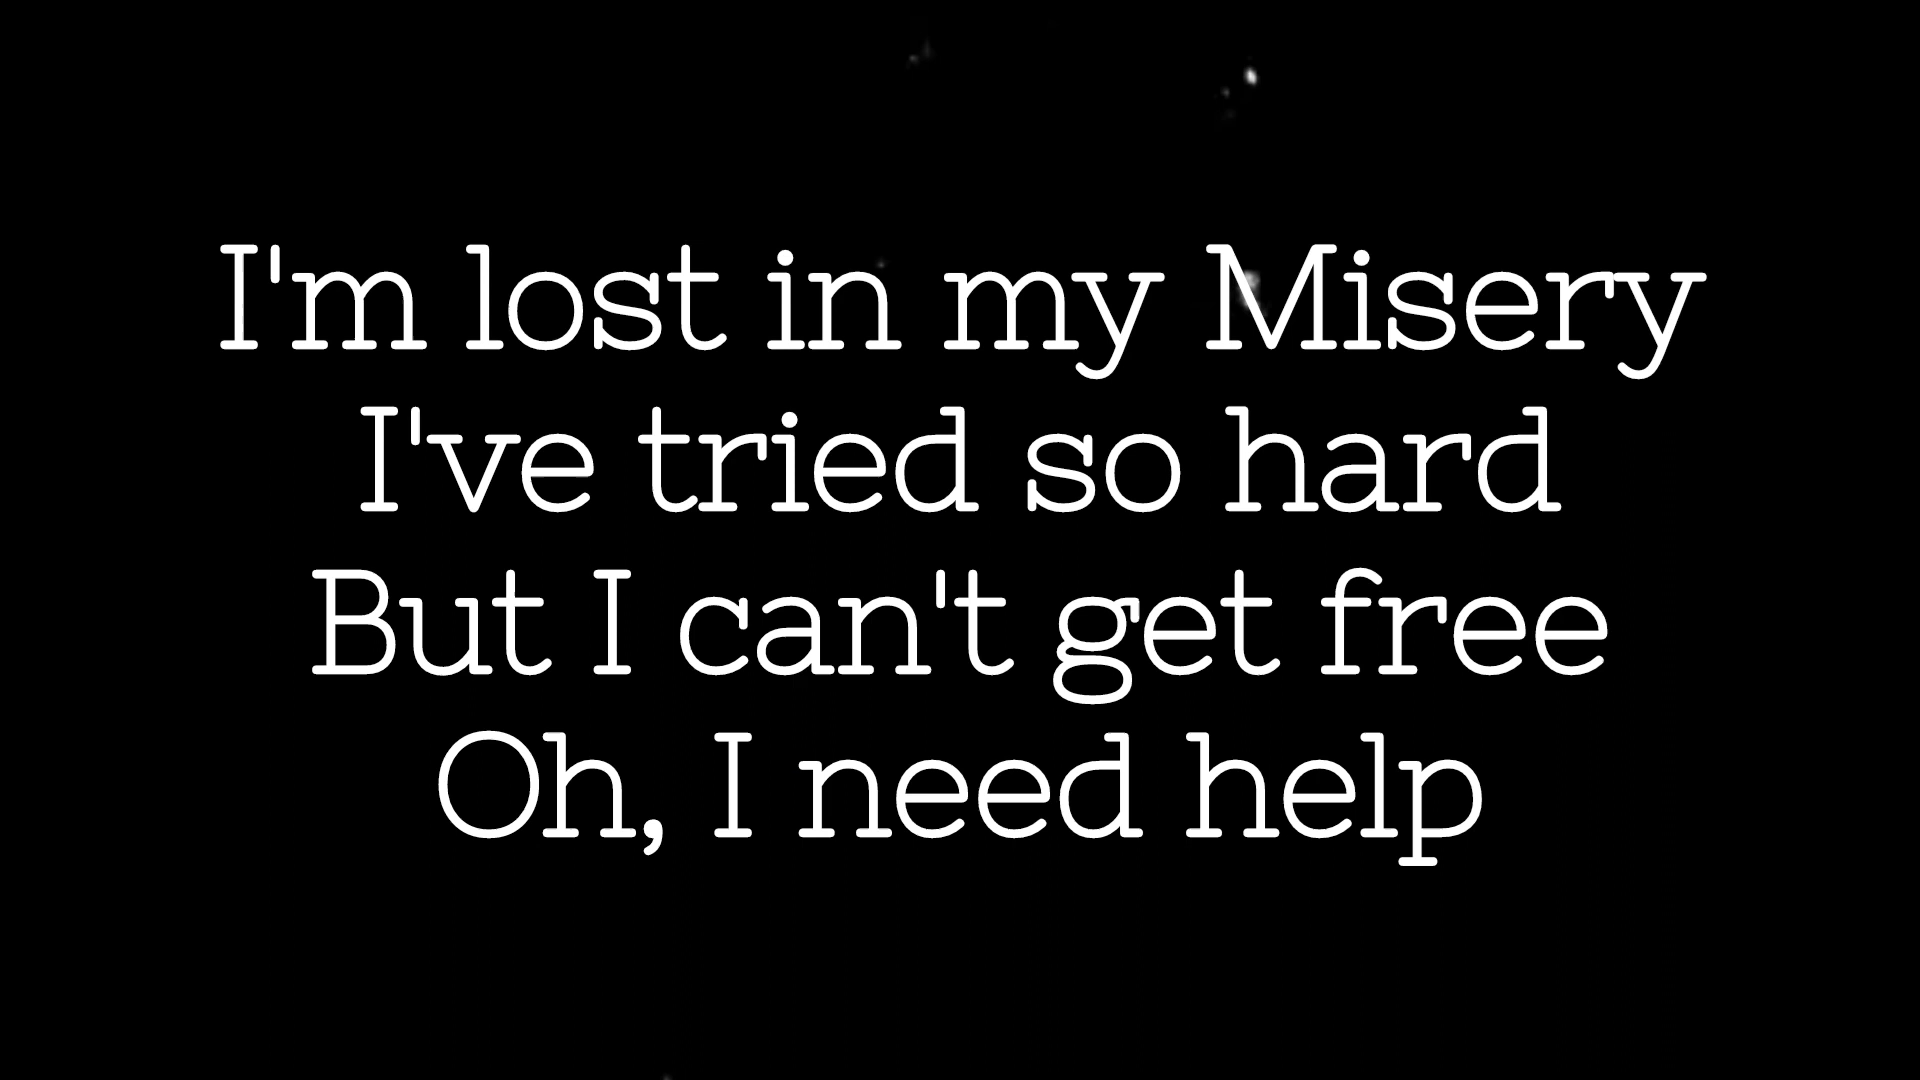 I'm lost in my Misery
I've tried so hard
But I can't get free
Oh, I need help